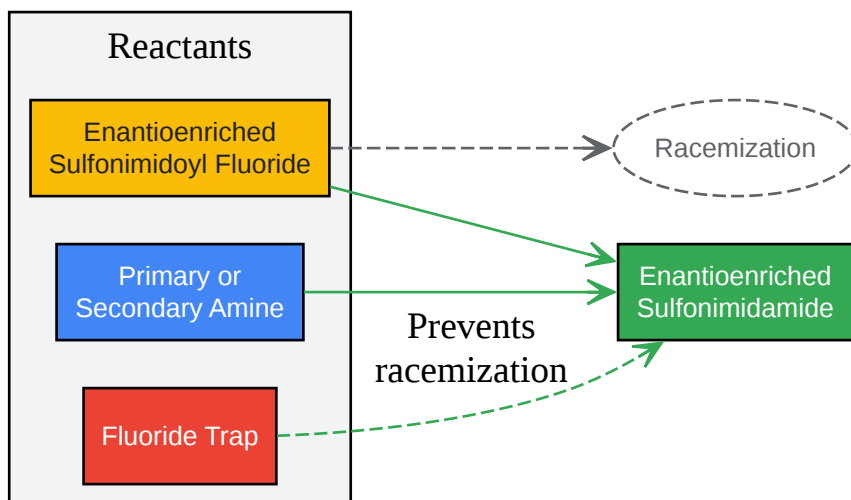 Reactants
Enantioenriched
Sulfonimidoyl Fluoride
Racemization
Primary or
Secondary Amine
Enantioenriched
Sulfonimidamide
Prevents
racemization
Fluoride Trap